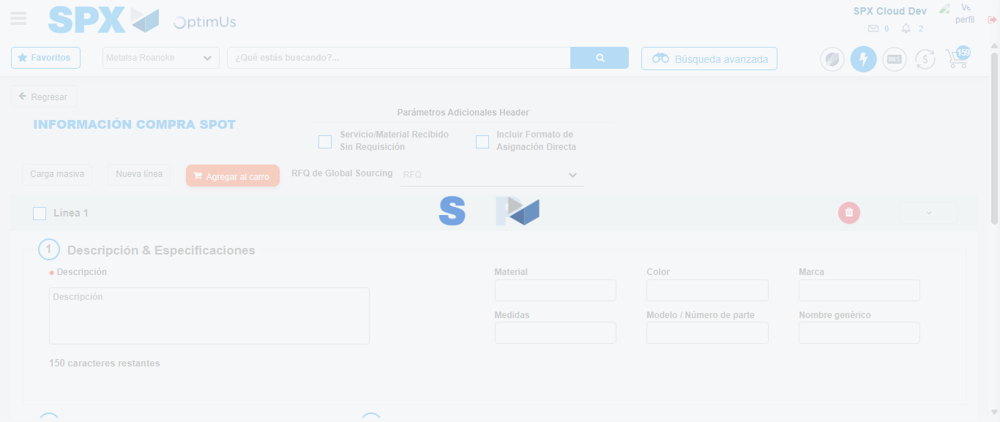 SPX
OptimUs
SPX Cloud Dev
Ve
perfil
0
2
Favoritos
Metalsa Roanoke
¿Qué estás buscando?...
Búsqueda avanzada
159
Regresar
INFORMACIÓN COMPRA SPOT
Parámetros Adicionales Header
Servicio/Material Recibido
Sin Requisición
Incluir Formato de
Asignación Directa
Carga masiva
Nueva línea
Agregar al carro
RFQ de Global Sourcing
RFQ
Línea 1
SP
1
Descripción & Especificaciones
* Descripción
Descripción
150 caracteres restantes
Material
Color
Marca
Medidas
Modelo / Número de parte
Nombre genérico